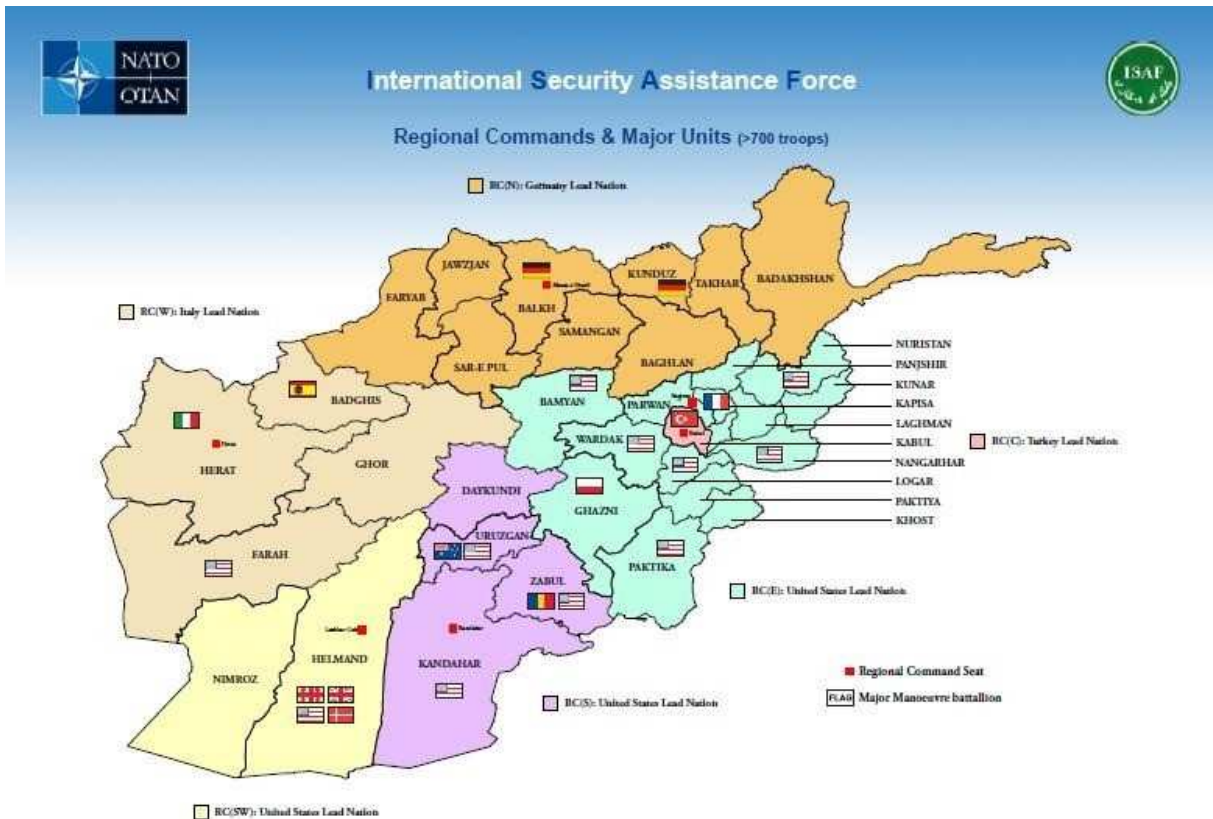 NATO
OTAN
International Security Assistance Force
ISAF
Regional Commands & Major Units (>700 troops)
RC(N): Germany Lead Nation
JAWZJAN
KUNDUZ
TAKHAR
BADAKHSHAN
FARYAB
BALKH
RC(W): Italy Lead Nation
SAMANGAN
NURISTAN
SAR-E PUL
BAGHLAN
PANJSHIR
KUNAR
BADGHIS
BAMYAN
PARWAN
KAPISA
LAGHMAN
WARDAK
KABUL
RC(C): Turkey Lead Nation
HERAT
GHOR
NANGARHAR
LOGAR
DAYKUNDI
GHAZNI
PAKTIYA
KHOST
URUZGAN
FARAH
PAKTIKA
ZABUL
RC(E): United States Lead Nation
HELMAND
KANDAHAR
NIMROZ
Regional Command Seat
FLAG Major Manoeuvre battallion
RC(S): United States Lead Nation
RC(SW): United States Lead Nation